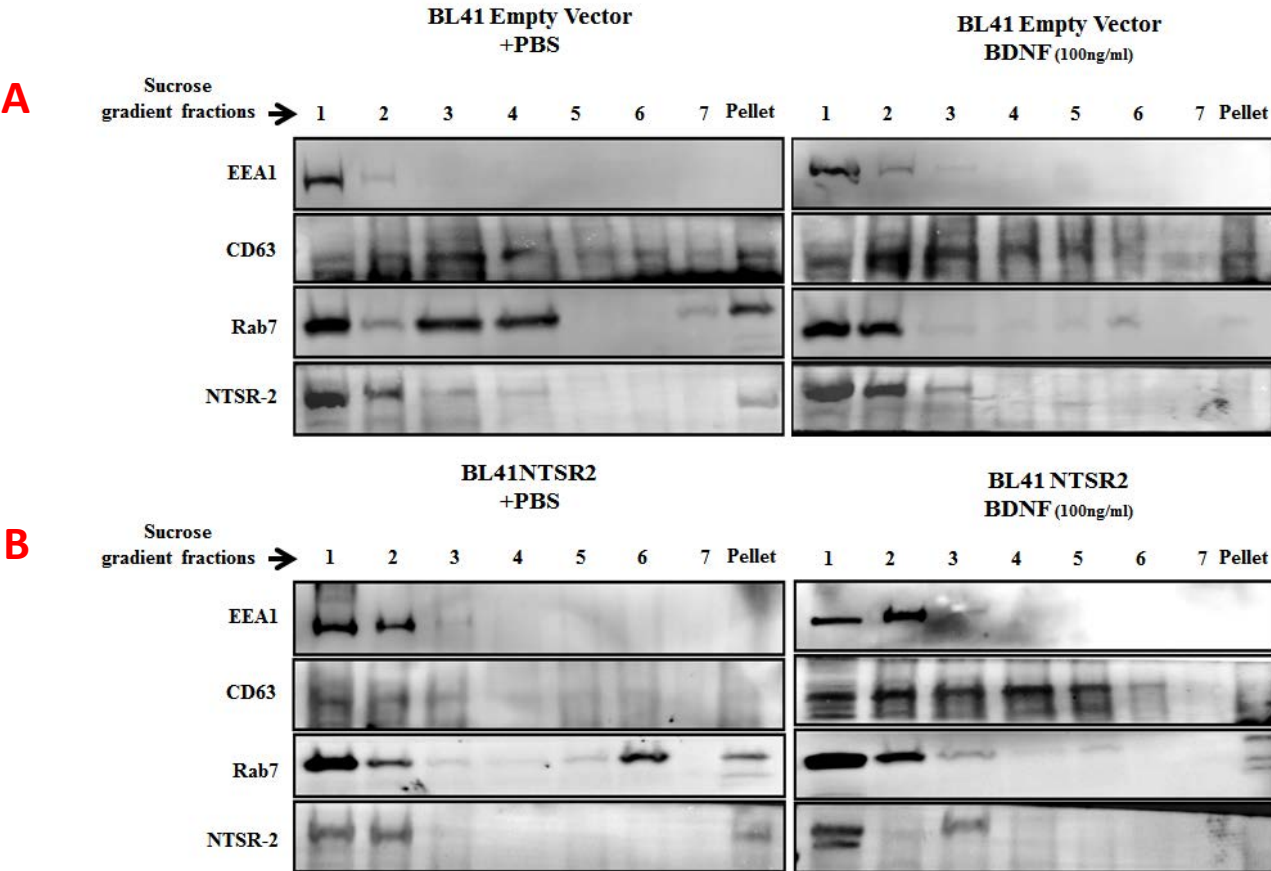 BL41 Empty Vector
+PBS
BL41 Empty Vector
BDNF (100ng/ml)
A
Sucrose
gradient fractions
1 2 3 4 5 6 7 Pellet
1 2 3 4 5 6 7 Pellet
EEA1
CD63
Rab7
NTSR-2
BL41NTSR2
+PBS
BL41 NTSR2
BDNF (100ng/ml)
B
Sucrose
gradient fractions
1 2 3 4 5 6 7 Pellet
1 2 3 4 5 6 7 Pellet
EEA1
CD63
Rab7
NTSR-2